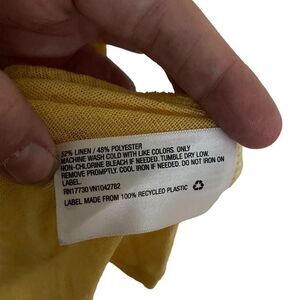 52% LINEN / 48% POLYESTER
MACHINE WASH COLD WITH LIKE COLORS. ONLY
NON-CHLORINE BLEACH IF NEEDED. TUMBLE DRY LOW.
REMOVE PROMPTLY. COOL IRON IF NEEDED. DO NOT IRON ON
LABEL.
RN17730 VN1042782
LABEL MADE FROM 100% RECYCLED PLASTIC